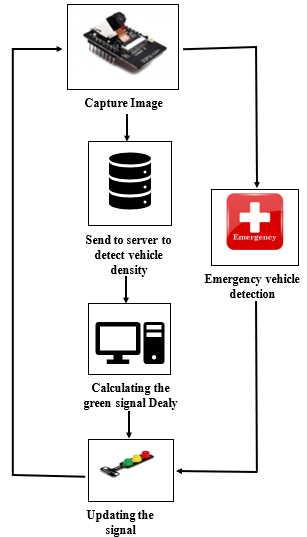 Capture Image
Send to server to
detect vehicle
density
Emergency
Emergency vehicle
detection
Calculating the
green signal Dealy
Updating the
signal